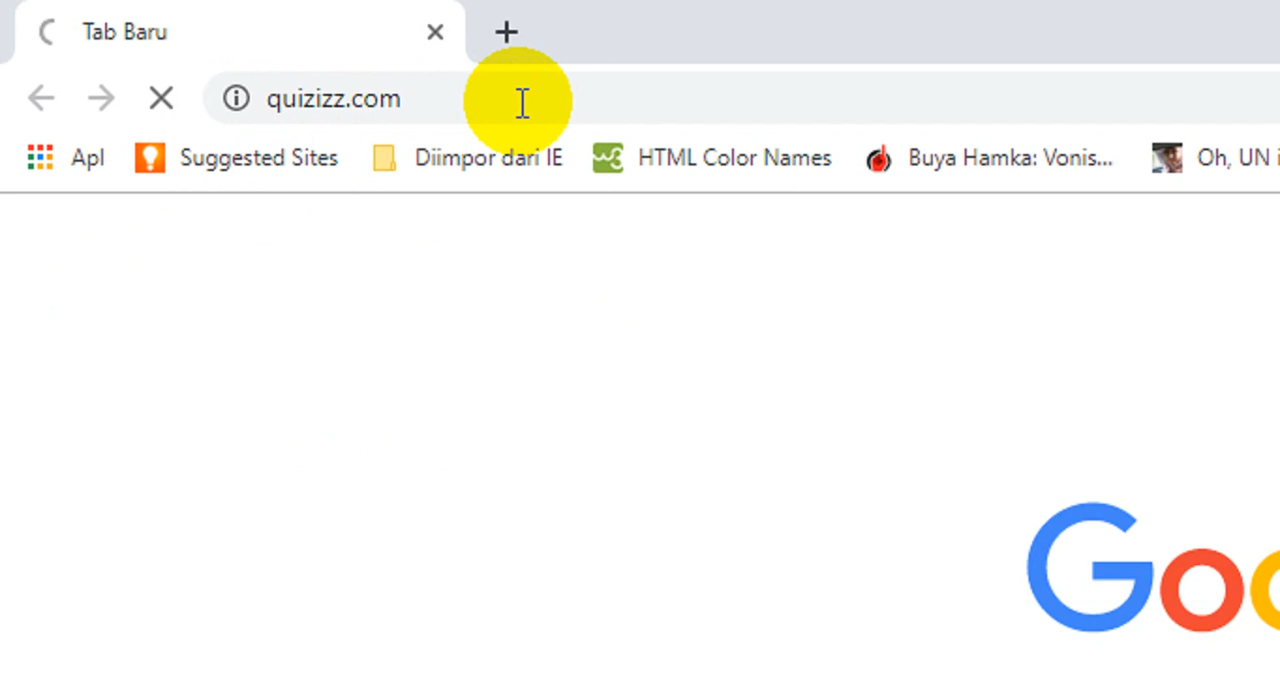 Tab Baru
quizizz.com
Apl Suggested Sites Diimpor dari IE HTML Color Names Buya Hamka: Vonis... Oh, UN i
Goo